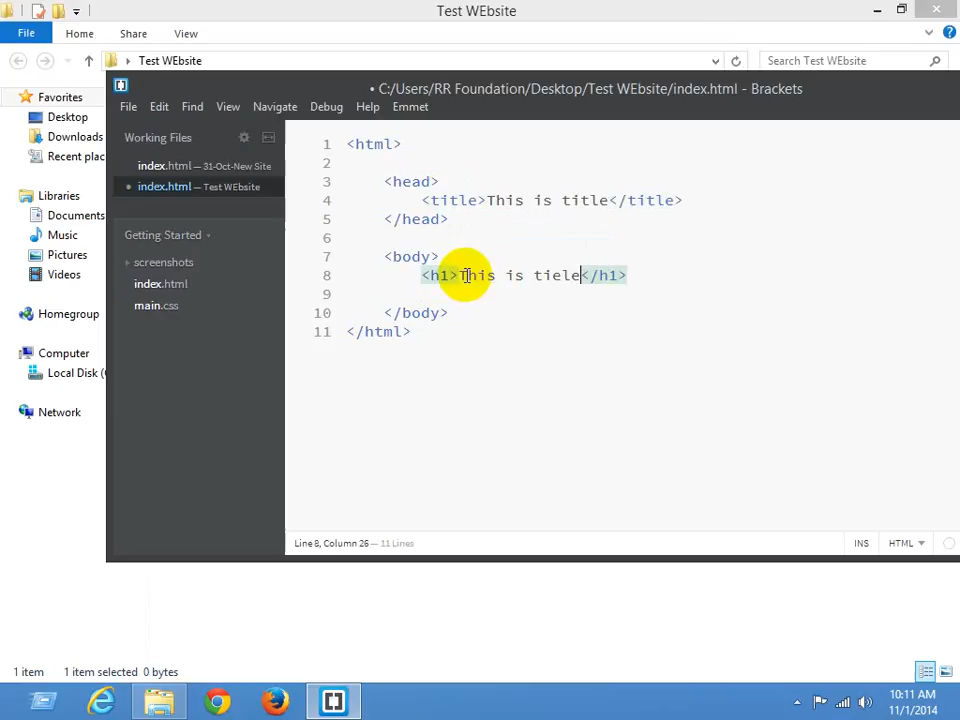 Test WEbsite
File Home Share View
Test WEbsite
Search Test WEbsite
Favorites
Desktop
Downloads
Recent plac
Libraries
Documents
Music
Pictures
Videos
Homegroup
Computer
Local Disk (
Network
• C:/Users/RR Foundation/Desktop/Test WEbsite/index.html - Brackets
File Edit Find View Navigate Debug Help Emmet
Working Files
index.html — 31-Oct-New Site
index.html — Test WEbsite
Getting Started
screenshots
index.html
main.css
1 <html>
2
3 <head>
4 <title>This is title</title>
5 </head>
6
7 <body>
8 <h1>This is tiele</h1>
9
10 </body>
11 </html>
Line 8, Column 26 — 11 Lines
INS HTML
1 item 1 item selected 0 bytes
10:11 AM
11/1/2014